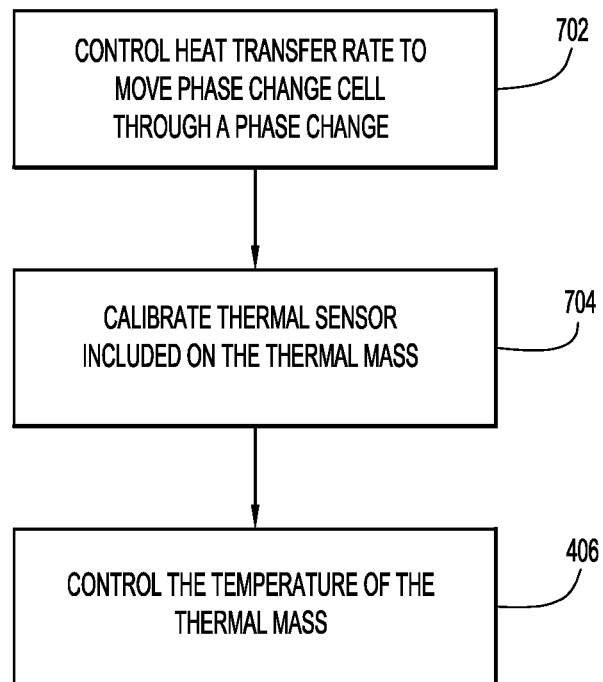 CONTROL HEAT TRANSFER RATE TO
MOVE PHASE CHANGE CELL
THROUGH A PHASE CHANGE
702
CALIBRATE THERMAL SENSOR
INCLUDED ON THE THERMAL MASS
704
CONTROL THE TEMPERATURE OF THE
THERMAL MASS
406